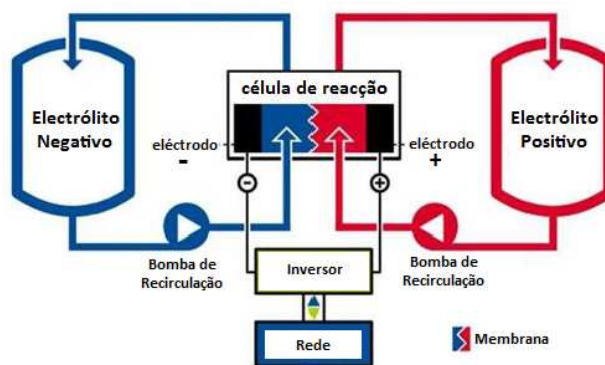 célula de reacção
Electrólito
Negativo
Electrólito
Positivo
eléctrodo
-
eléctrodo
+
-
+
Bomba de
Recirculação
Inversor
Bomba de
Recirculação
Rede
Membrana